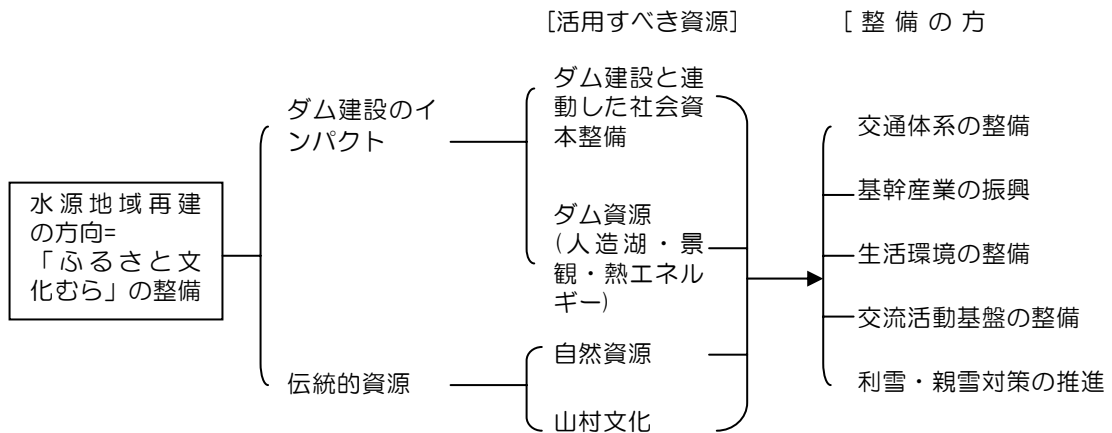 [活用すべき資源]
[整備の方
水源地域再建
の方向=
「ふるさと文
化むら」の整備
ダム建設のイ
ンパクト
伝統的資源
ダム建設と連
動した社会資
本整備
ダム資源
(人造湖・景
観・熱エネル
ギー)
自然資源
山村文化
交通体系の整備
基幹産業の振興
生活環境の整備
交流活動基盤の整備
利雪・親雪対策の推進